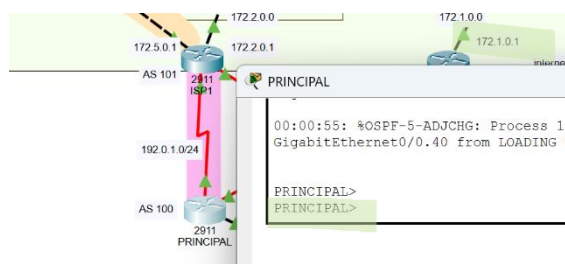 172.2.0.0
172.1.0.0
172.5.0.1
172.2.0.1
172.1.0.1
AS 101
2911
ISP1
PRINCIPAL
00:00:55: %OSPF-5-ADJCHG: Process 1
GigabitEthernet0/0.40 from LOADING
192.0.1.0/24
PRINCIPAL>
PRINCIPAL>
AS 100
2911
PRINCIPAL